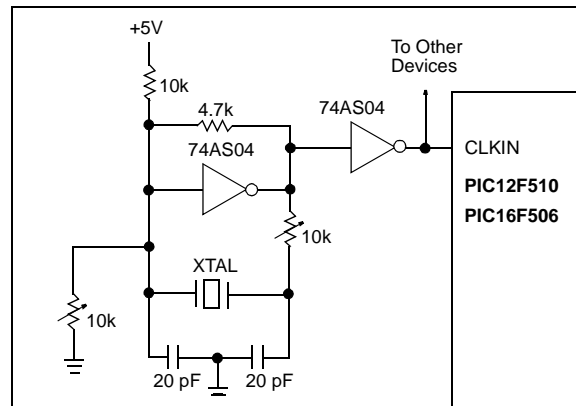 +5V
To Other
Devices
10k
4.7k
74AS04
74AS04
CLKIN
PIC12F510
PIC16F506
10k
XTAL
10k
20 pF
20 pF